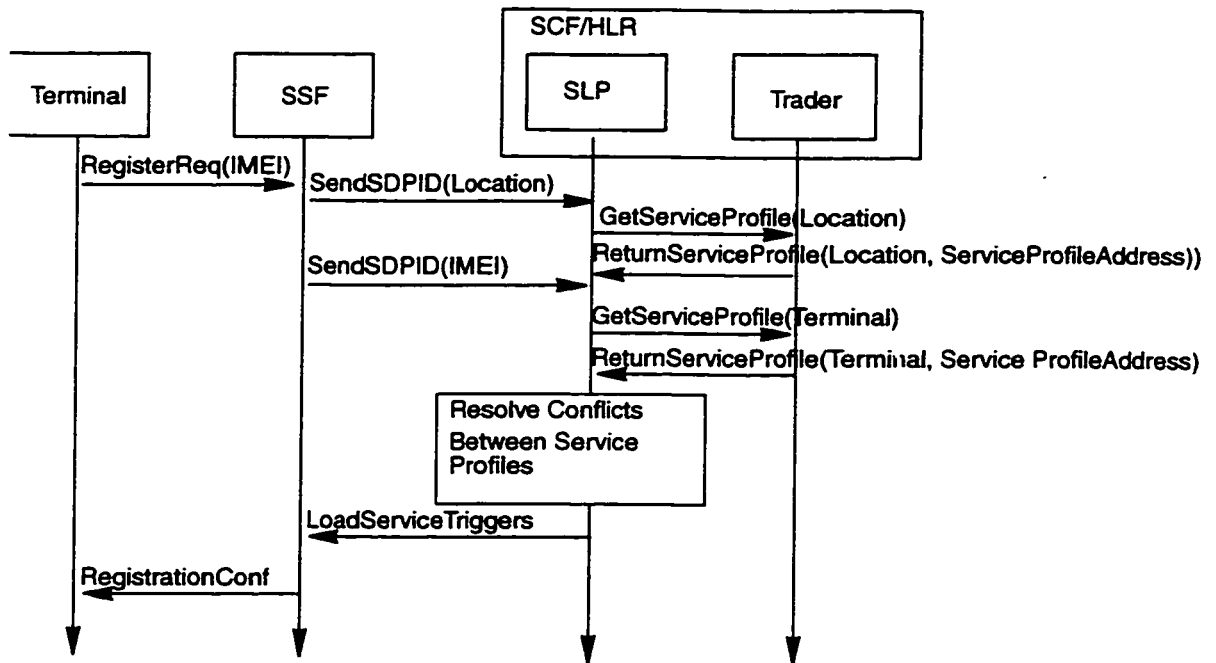 SCF/HLR
Terminal
SSF
SLP
Trader
RegisterReq(IMEI)
SendSDPID(Location)
GetServiceProfile(Location)
ReturnServiceProfile(Location, ServiceProfileAddress))
SendSDPID(IMEI)
GetServiceProfile(Terminal)
ReturnServiceProfile(Terminal, Service ProfileAddress)
Resolve Conflicts
Between Service
Profiles
LoadServiceTriggers
RegistrationConf